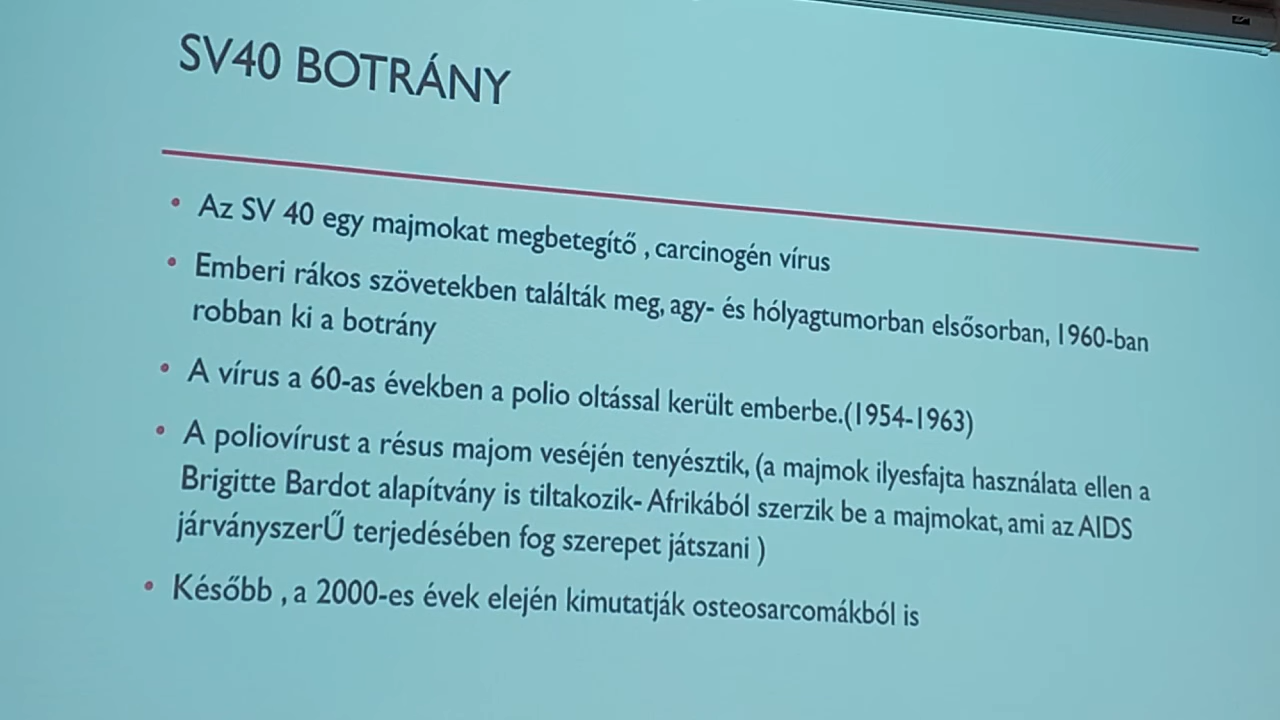 SV40 BOTRÁNY
• Az SV 40 egy majmokat megbetegítő , carcinogén vírus
• Emberi rákos szövetekben találták meg, agy- és hólyagtumorban elsősorban, 1960-ban
robban ki a botrány
• A vírus a 60-as években a polio oltással került emberbe.(1954-1963)
• A poliovírust a résus majom veséjén tenyésztik, (a majmok ilyesfajta használata ellen a
Brigitte Bardot alapítvány is tiltakozik- Afrikából szerzik be a majmokat, ami az AIDS
járványszerŰ terjedésében fog szerepet játszani )
• Később , a 2000-es évek elején kimutatják osteosarcomákból is